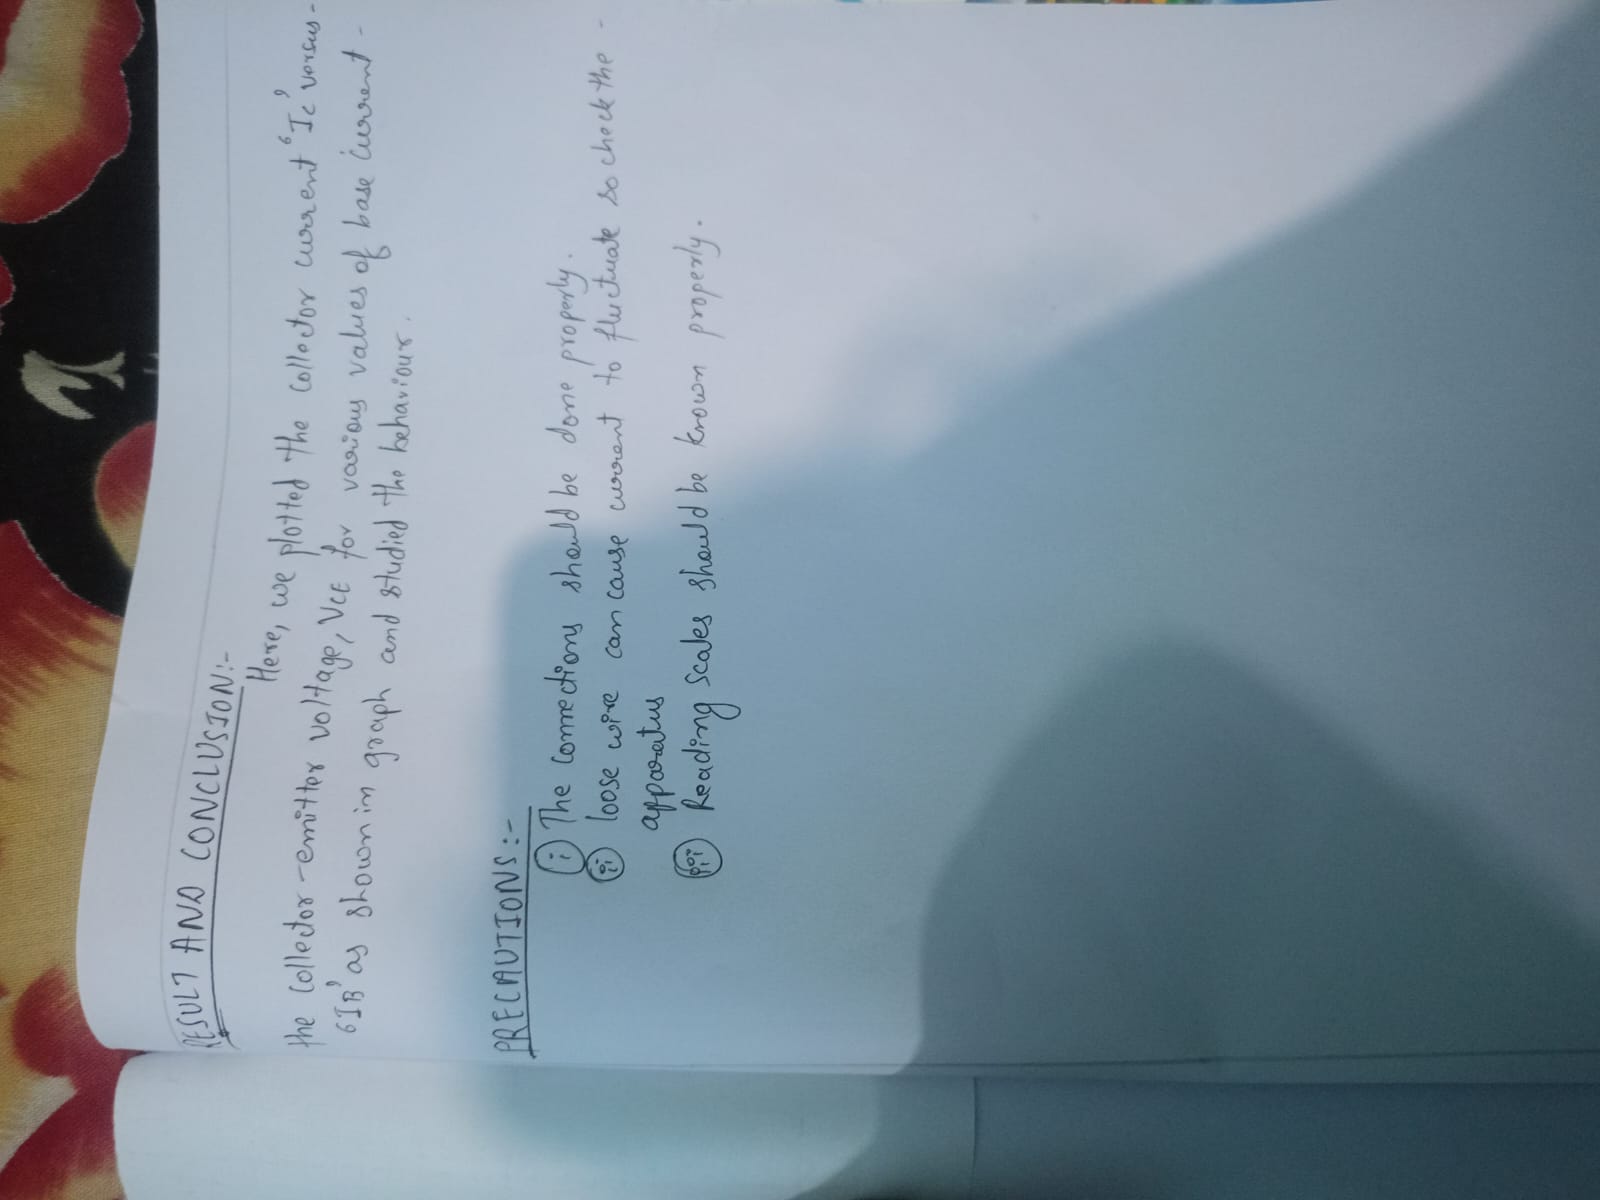 RESULT AND CONCLUSION:-
Here, we plotted the collector current 'Ic' versus-
the collector-emitter voltage, VCE for various values of base current-
'IB' as shown in graph and studied the behaviour.
PRECAUTIONS:-
(i) The connections should be done properly.
(ii) loose wire can cause current to fluctuate so check the-
apparatus
(iii) Reading scales should be known properly.